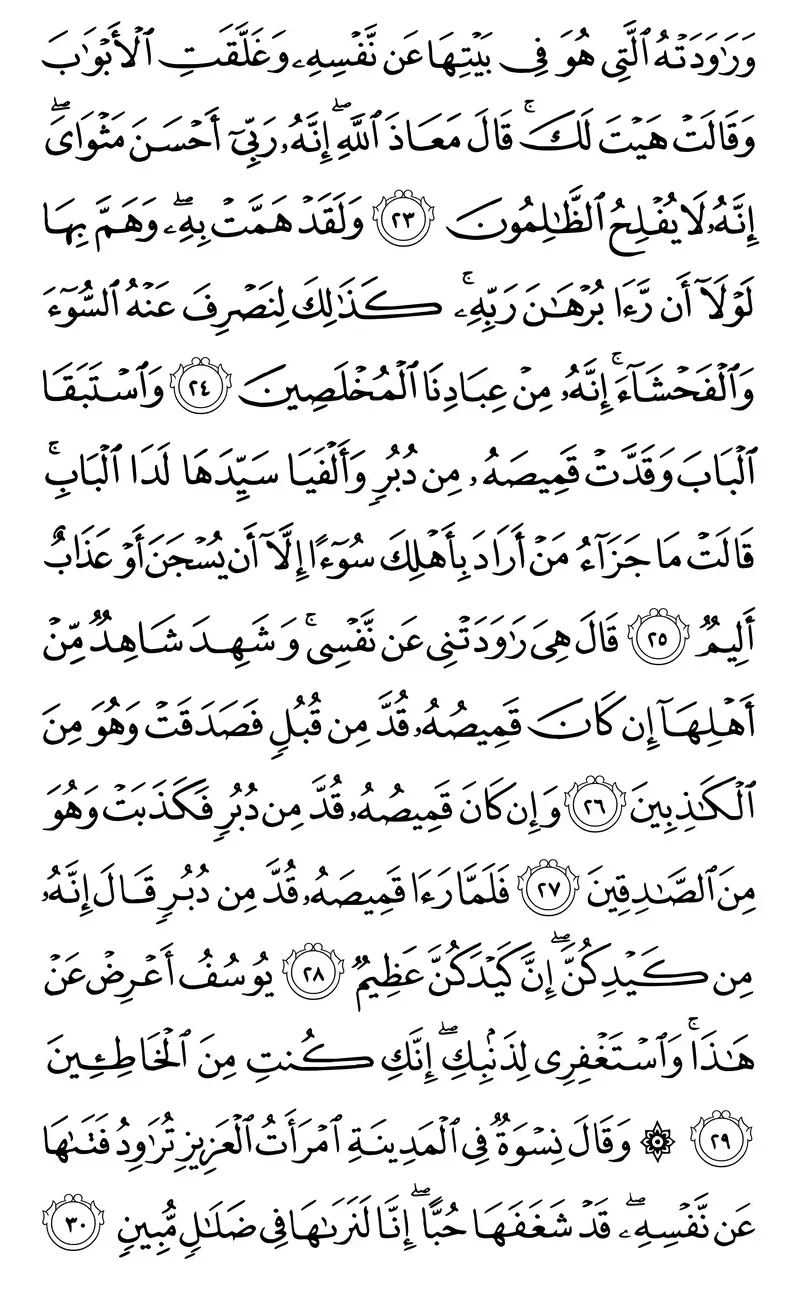 وَرَٰوَدَتْهُ ٱلَّتِى هُوَ فِى بَيْتِهَا عَن نَّفْسِهِۦ وَغَلَّقَتِ ٱلْأَبْوَٰبَ
وَقَالَتْ هَيْتَ لَكَ ۚ قَالَ مَعَاذَ ٱللَّهِ ۖ إِنَّهُۥ رَبِّىٓ أَحْسَنَ مَثْوَاىَ ۖ
إِنَّهُۥ لَا يُفْلِحُ ٱلظَّٰلِمُونَ ٢٣ وَلَقَدْ هَمَّتْ بِهِۦ ۖ وَهَمَّ بِهَا
لَوْلَآ أَن رَّءَا بُرْهَٰنَ رَبِّهِۦ ۚ كَذَٰلِكَ لِنَصْرِفَ عَنْهُ ٱلسُّوٓءَ
وَٱلْفَحْشَآءَ ۚ إِنَّهُۥ مِنْ عِبَادِنَا ٱلْمُخْلَصِينَ ٢٤ وَٱسْتَبَقَا
ٱلْبَابَ وَقَدَّتْ قَمِيصَهُۥ مِن دُبُرٍ وَأَلْفَيَا سَيِّدَهَا لَدَا ٱلْبَابِ ۚ
قَالَتْ مَا جَزَآءُ مَنْ أَرَادَ بِأَهْلِكَ سُوٓءًا إِلَّآ أَن يُسْجَنَ أَوْ عَذَابٌ
أَلِيمٌ ٢٥ قَالَ هِىَ رَٰوَدَتْنِى عَن نَّفْسِى ۚ وَشَهِدَ شَاهِدٌ مِّنْ
أَهْلِهَآ إِن كَانَ قَمِيصُهُۥ قُدَّ مِن قُبُلٍ فَصَدَقَتْ وَهُوَ مِنَ
ٱلْكَٰذِبِينَ ٢٦ وَإِن كَانَ قَمِيصُهُۥ قُدَّ مِن دُبُرٍ فَكَذَبَتْ وَهُوَ
مِنَ ٱلصَّٰدِقِينَ ٢٧ فَلَمَّا رَءَا قَمِيصَهُۥ قُدَّ مِن دُبُرٍ قَالَ إِنَّهُۥ
مِن كَيْدِكُنَّ ۖ إِنَّ كَيْدَكُنَّ عَظِيمٌ ٢٨ يُوسُفُ أَعْرِضْ عَنْ
هَٰذَا ۚ وَٱسْتَغْفِرِى لِذَنۢبِكِ ۖ إِنَّكِ كُنتِ مِنَ ٱلْخَاطِـِٔينَ
٢٩ ۞ وَقَالَ نِسْوَةٌ فِى ٱلْمَدِينَةِ ٱمْرَأَتُ ٱلْعَزِيزِ تُرَٰوِدُ فَتَىٰهَا
عَن نَّفْسِهِۦ ۖ قَدْ شَغَفَهَا حُبًّا ۖ إِنَّا لَنَرَىٰهَا فِى ضَلَٰلٍ مُّبِينٍ ٣٠